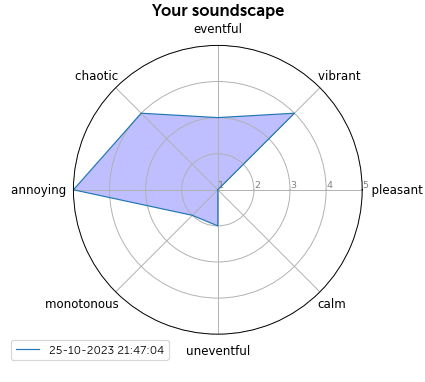 Your soundscape
eventful
chaotic
vibrant
annoying
1
2
3
4
5
pleasant
monotonous
calm
uneventful
25-10-2023 21:47:04